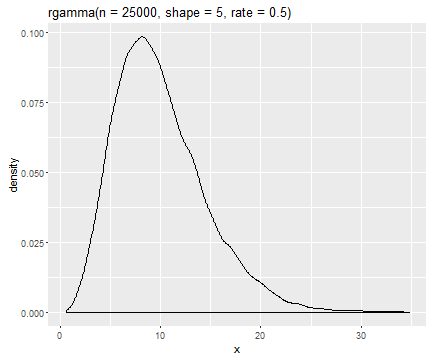 rgamma(n = 25000, shape = 5, rate = 0.5)
0.100
0.075
0.050
0.025
0.000
density
0 10 20 30
x